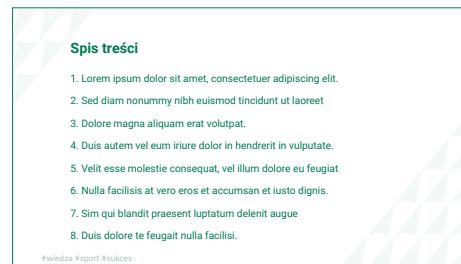 Spis treści
1. Lorem ipsum dolor sit amet, consectetuer adipiscing elit.
2. Sed diam nonummy nibh euismod tincidunt ut laoreet
3. Dolore magna aliquam erat volutpat.
4. Duis autem vel eum iriure dolor in hendrerit in vulputate.
5. Velit esse molestie consequat, vel illum dolore eu feugiat
6. Nulla facilisis at vero eros et accumsan et iusto dignis.
7. Sim qui blandit praesent luptatum delenit augue
8. Duis dolore te feugait nulla facilisi.
#wiedza #sport #sukces